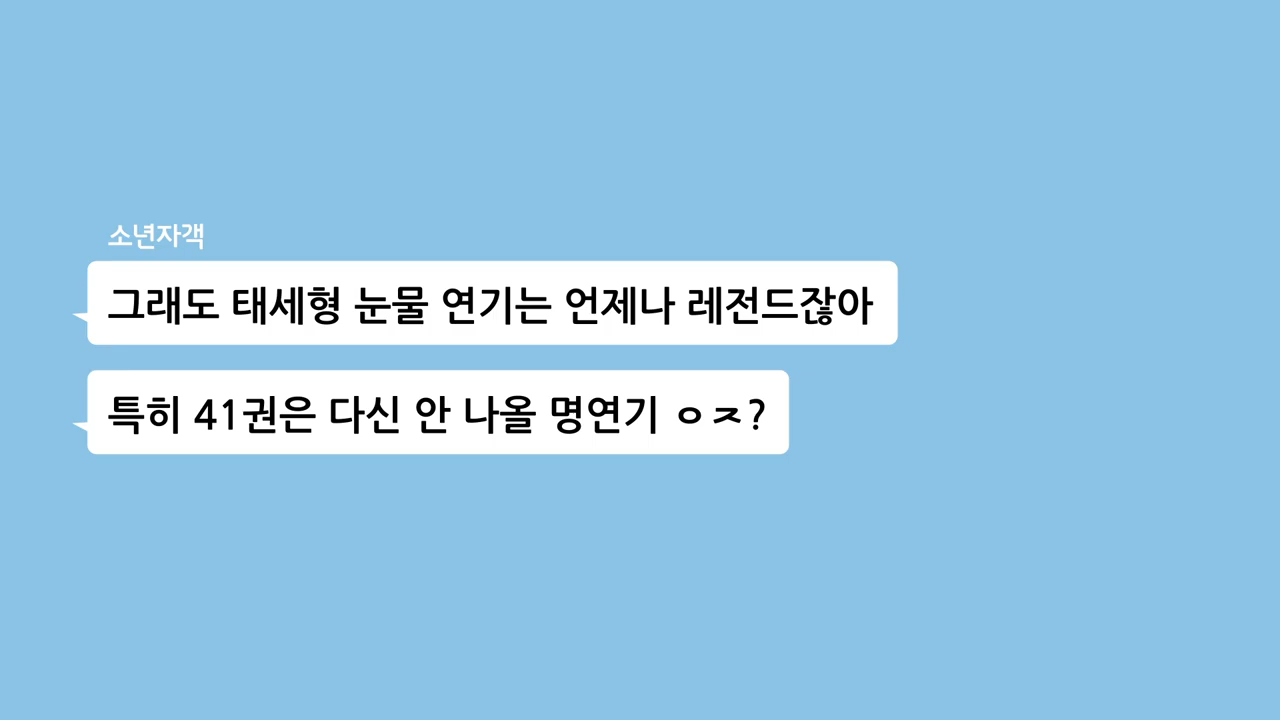 소년자객
그래도 태세형 눈물 연기는 언제나 레전드잖아
특히 41권은 다신 안 나올 명연기 ㅇㅈ?